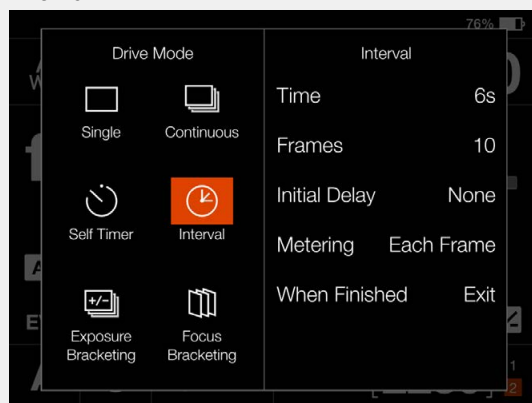 76%
Drive Mode
Single
Continuous
Self Timer
Interval
+/-
Exposure
Bracketing
Focus
Bracketing
Interval
Time 6s
Frames 10
Initial Delay None
Metering Each Frame
When Finished Exit